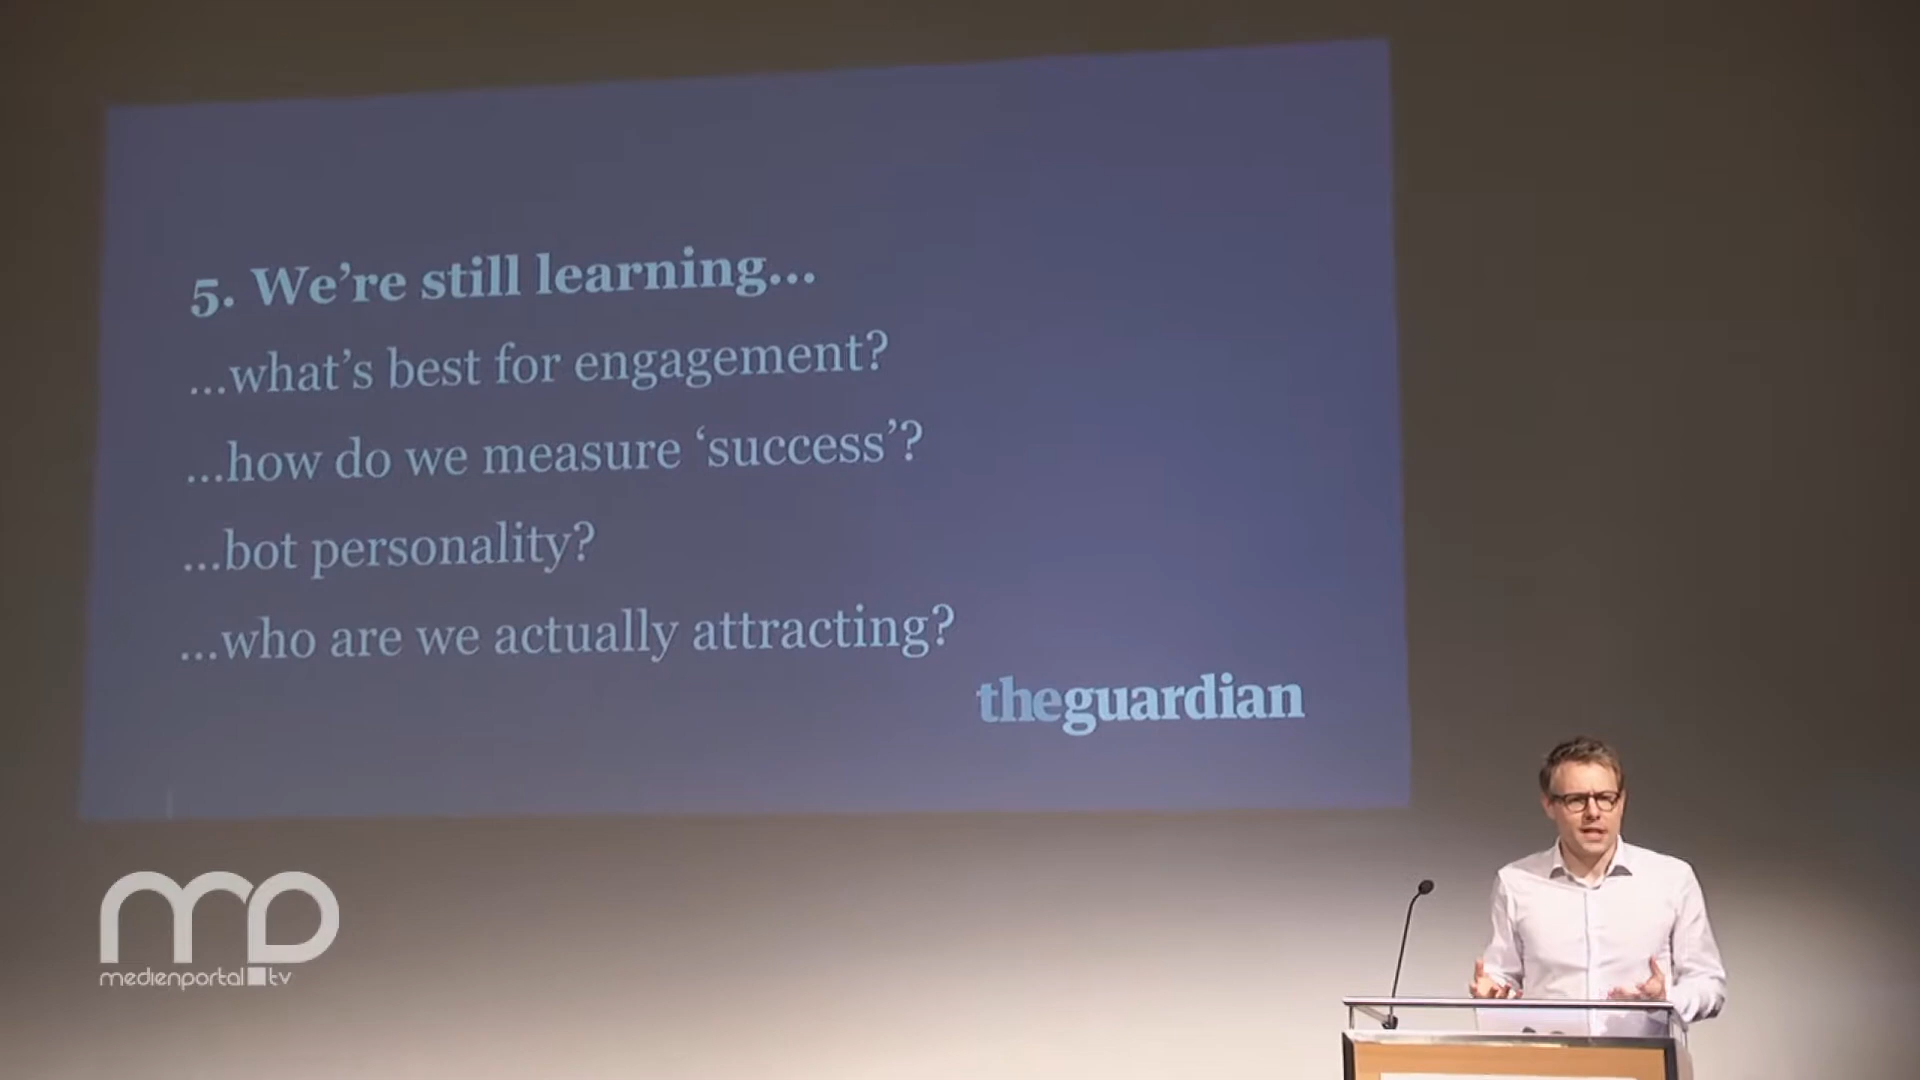 5. We're still learning...
...what's best for engagement?
...how do we measure ‘success’?
...bot personality?
...who are we actually attracting?
theguardian
medienportal.tv